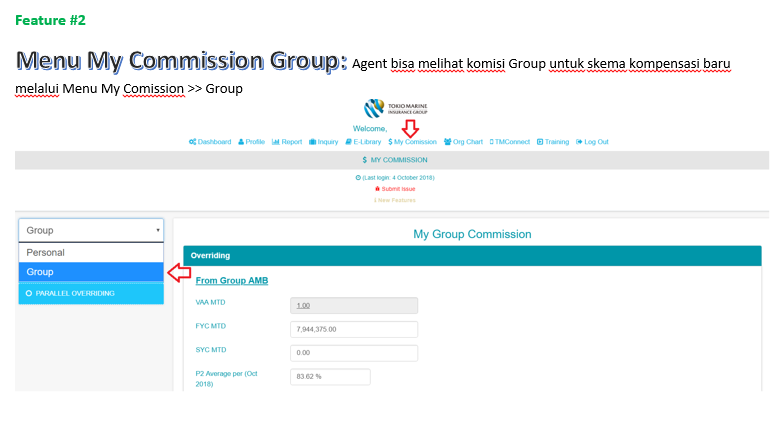 Feature #2
Menu My Commission Group: Agent bisa melihat komisi Group untuk skema kompensasi baru
melalui Menu My Comission >> Group
TOKIO MARINE
INSURANCE GROUP
Welcome,
Dashboard Profile Report Inquiry E-Library $ My Comission Org Chart TMConnect Training Log Out
$ MY COMMISSION
(Last login: 4 October 2018)
Submit Issue
New Features
Group
Personal
Group
PARALLEL OVERRIDING
My Group Commission
Overriding
From Group AMB
VAA MTD 1.00
FYC MTD 7,944,375.00
SYC MTD 0.00
P2 Average per (Oct 2018) 83.62 %